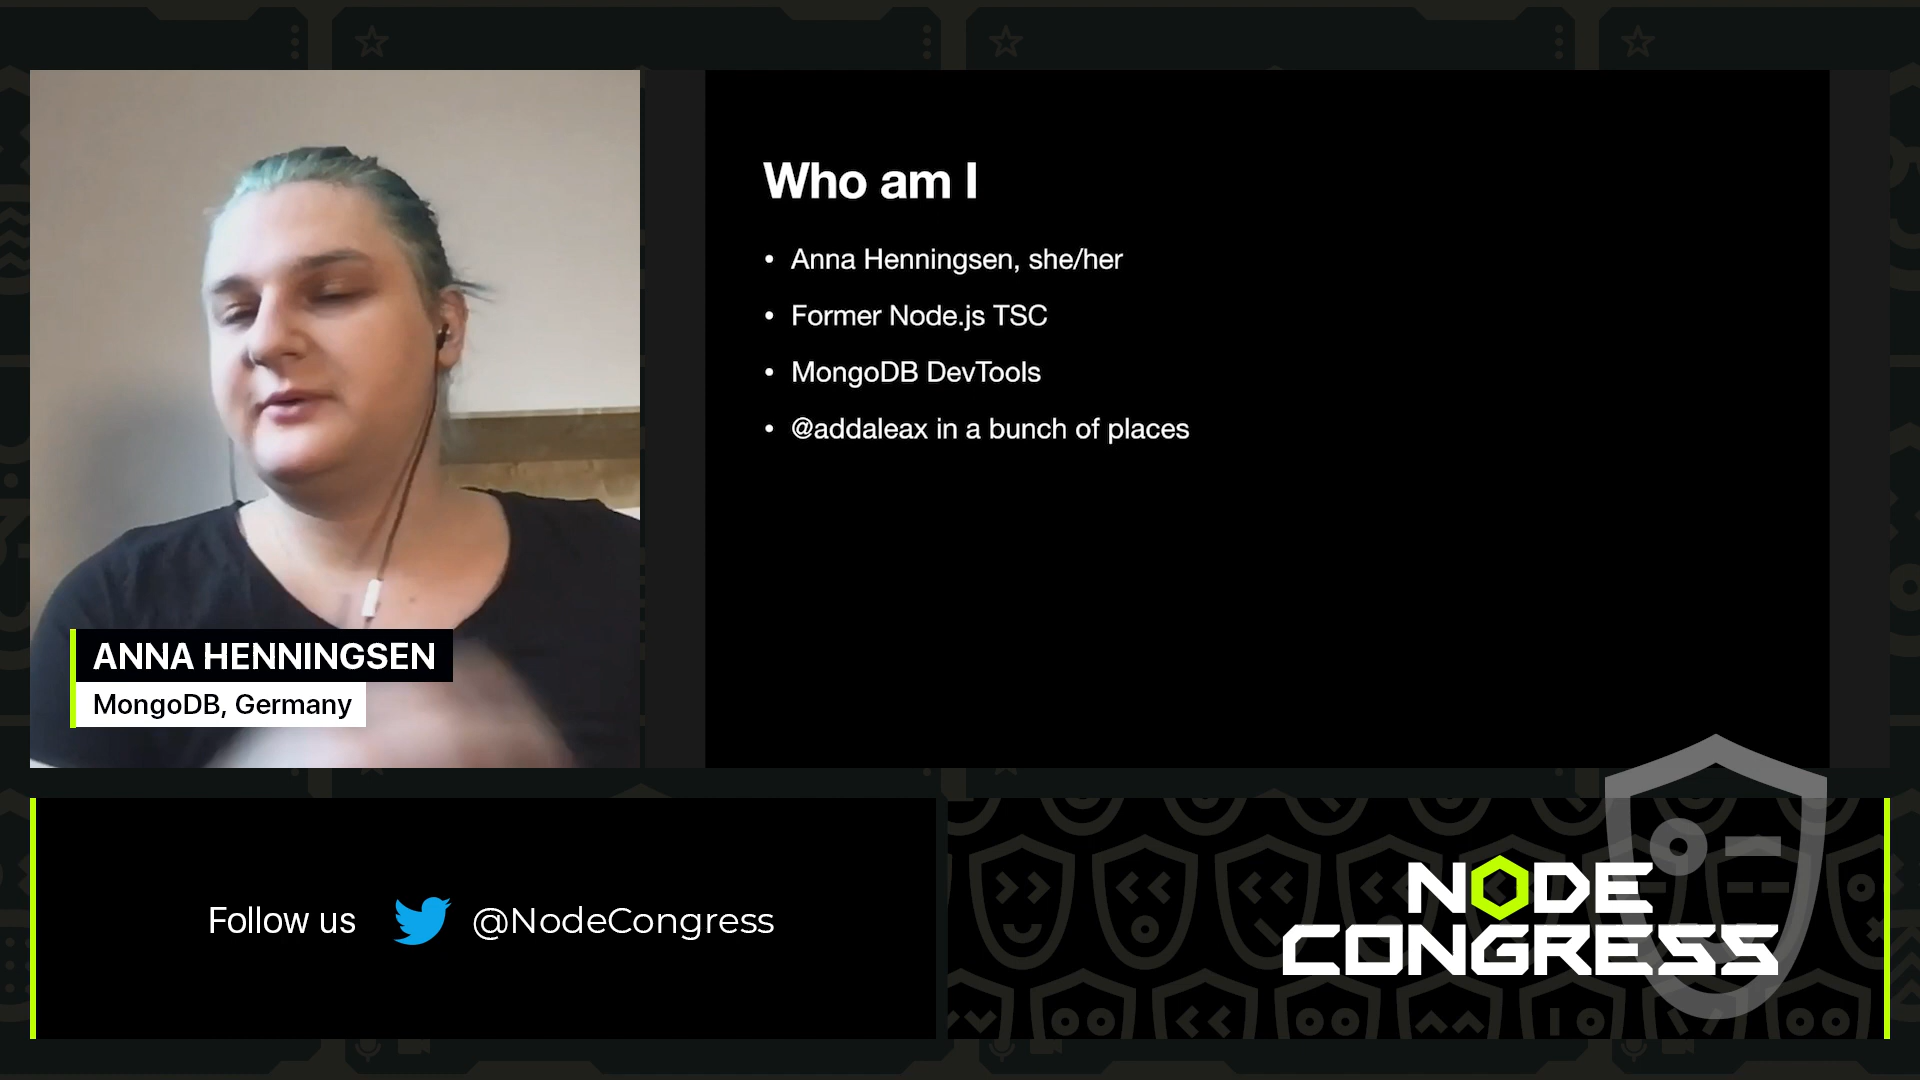 Who am I
• Anna Henningsen, she/her
• Former Node.js TSC
• MongoDB DevTools
• @addaleax in a bunch of places
ANNA HENNINGSEN
MongoDB, Germany
Follow us @NodeCongress
NODE
CONGRESS